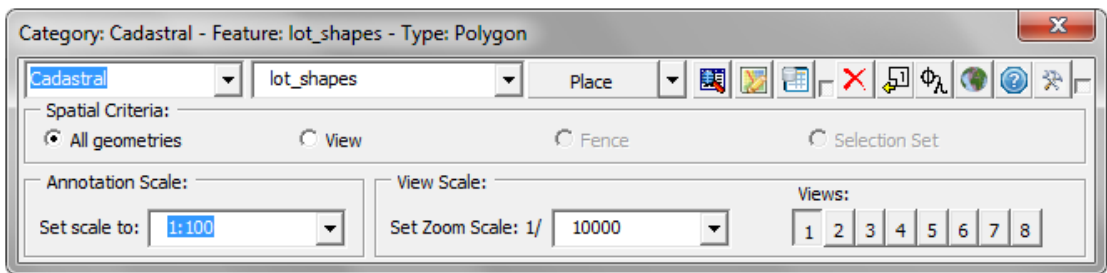 Category: Cadastral - Feature: lot_shapes - Type: Polygon
Cadastral lot_shapes Place
Spatial Criteria:
All geometries View Fence Selection Set
Annotation Scale: View Scale: Views:
Set scale to: 1:100 Set Zoom Scale: 1/ 10000 1 2 3 4 5 6 7 8